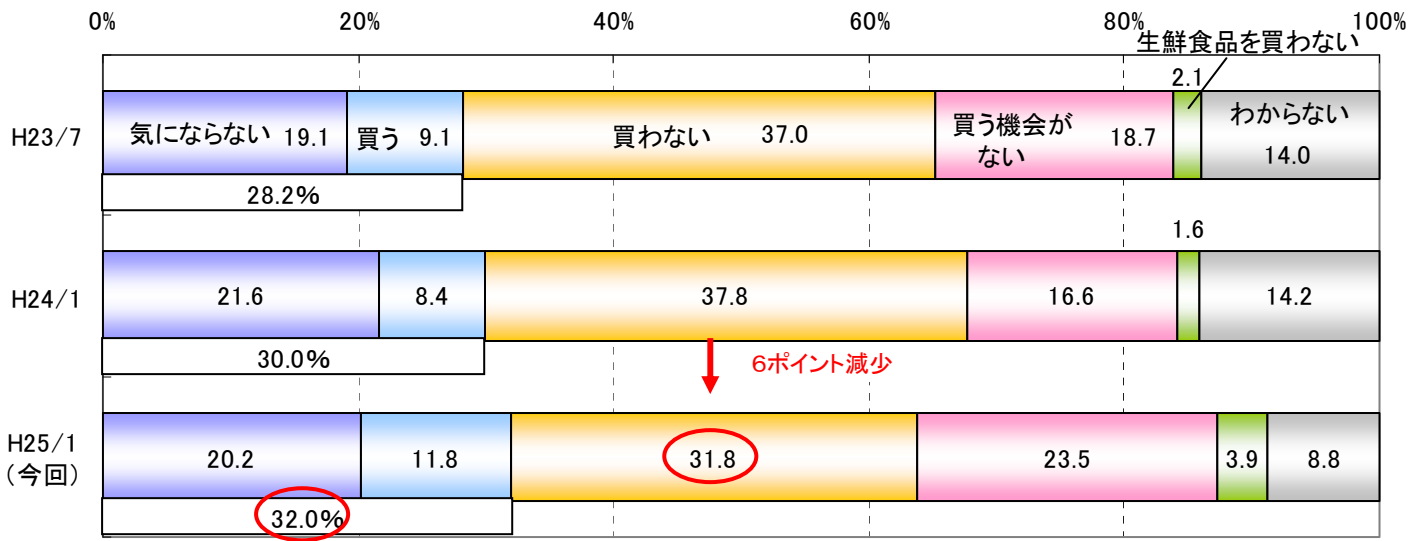 0% 20% 40% 60% 80% 100%
生鮮食品を買わない
2.1
H23/7 気にならない 19.1 買う 9.1 買わない 37.0 買う機会が
ない 18.7 わからない
14.0
28.2%
1.6
H24/1 21.6 8.4 37.8 16.6 14.2
30.0%
6ポイント減少
H25/1
(今回) 20.2 11.8 31.8 23.5 3.9 8.8
32.0%